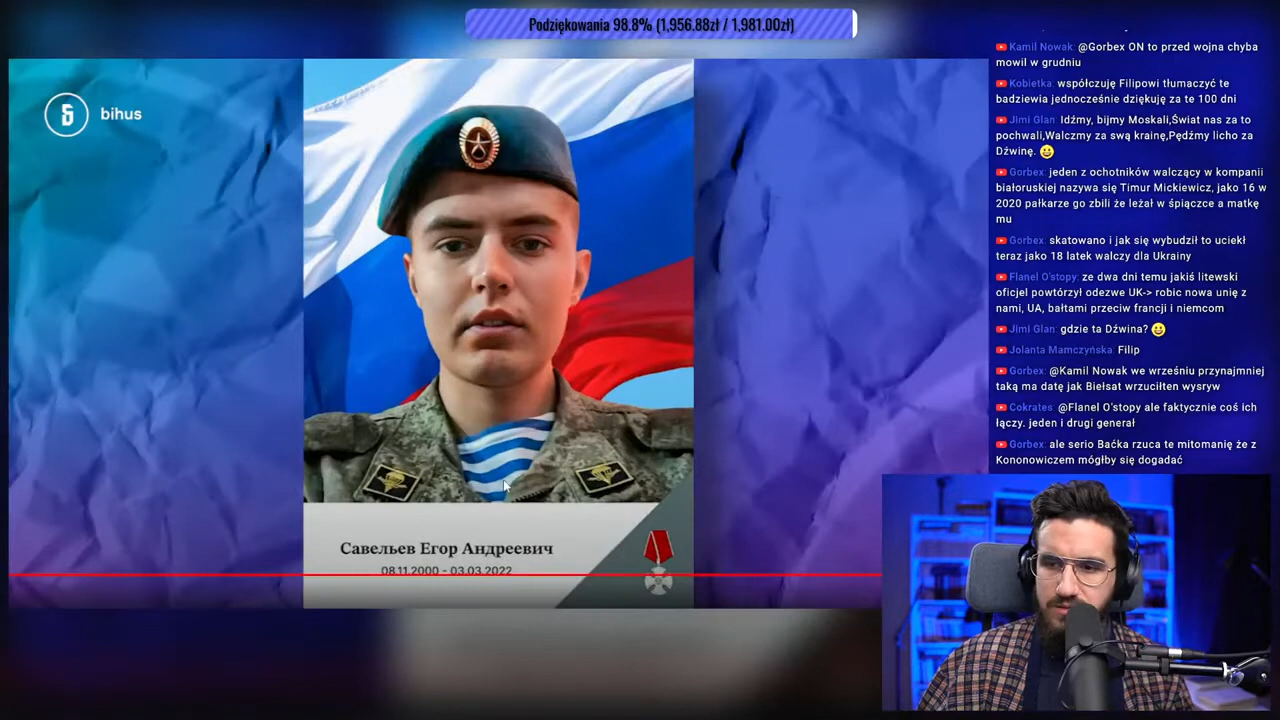 Podziękowania 98.8% (1,956.88zł / 1,981.00zł)
bihus
Савельев Егор Андреевич
08.11.2000 - 03.03.2022
Kamil Nowak: @Gorbex ON to przed wojna chyba
mowil w grudniu
Kobietka: współczuję Filipowi tłumaczyć te
badziewia jednocześnie dziękuję za te 100 dni
Jimi Glan: Idźmy, bijmy Moskali,Świat nas za to
pochwali,Walczmy za swą krainę,Pędźmy licho za
Dźwinę. 😀
Gorbex: jeden z ochotników walczący w kompanii
białoruskiej nazywa się Timur Mickiewicz, jako 16 w
2020 pałkarze go zbili że leżał w śpiączce a matkę
mu
Gorbex: skatowano i jak się wybudził to uciekł
teraz jako 18 latek walczy dla Ukrainy
Flanel O'stopy: ze dwa dni temu jakiś litewski
oficjel powtórzył odezwe UK-> robic nowa unię z
nami, UA, bałtami przeciw francji i niemcom
Jimi Glan: gdzie ta Dźwina? 😀
Jolanta Mamczyńska: Filip
Gorbex: @Kamil Nowak we wrześniu przynajmniej
taką ma datę jak Biełsat wrzuciłten wysryw
Cokrates: @Flanel O'stopy ale faktycznie coś ich
łączy. jeden i drugi generał
Gorbex: ale serio Baćka rzuca te mitomanię że z
Kononowiczem mógłby się dogadać